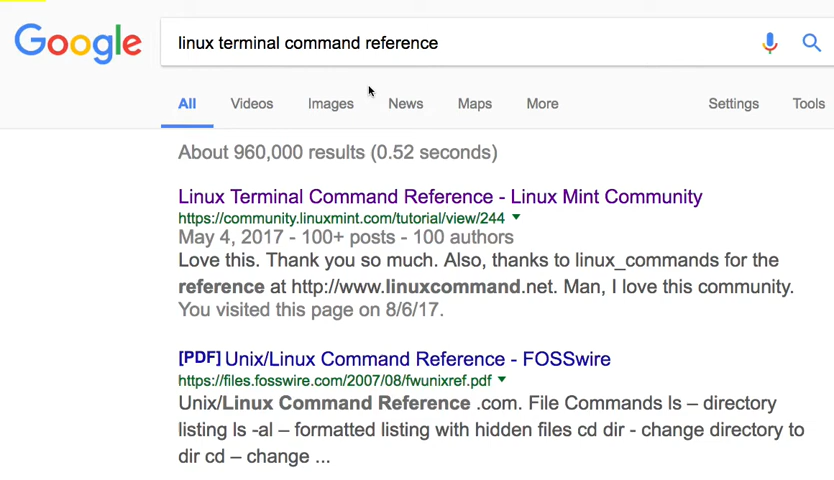 Google
linux terminal command reference
All Videos Images News Maps More Settings Tools
About 960,000 results (0.52 seconds)
Linux Terminal Command Reference - Linux Mint Community
https://community.linuxmint.com/tutorial/view/244
May 4, 2017 - 100+ posts - 100 authors
Love this. Thank you so much. Also, thanks to linux_commands for the
reference at http://www.linuxcommand.net. Man, I love this community.
You visited this page on 8/6/17.
[PDF] Unix/Linux Command Reference - FOSSwire
https://files.fosswire.com/2007/08/fwunixref.pdf
Unix/Linux Command Reference .com. File Commands ls – directory
listing ls -al – formatted listing with hidden files cd dir - change directory to
dir cd – change ...